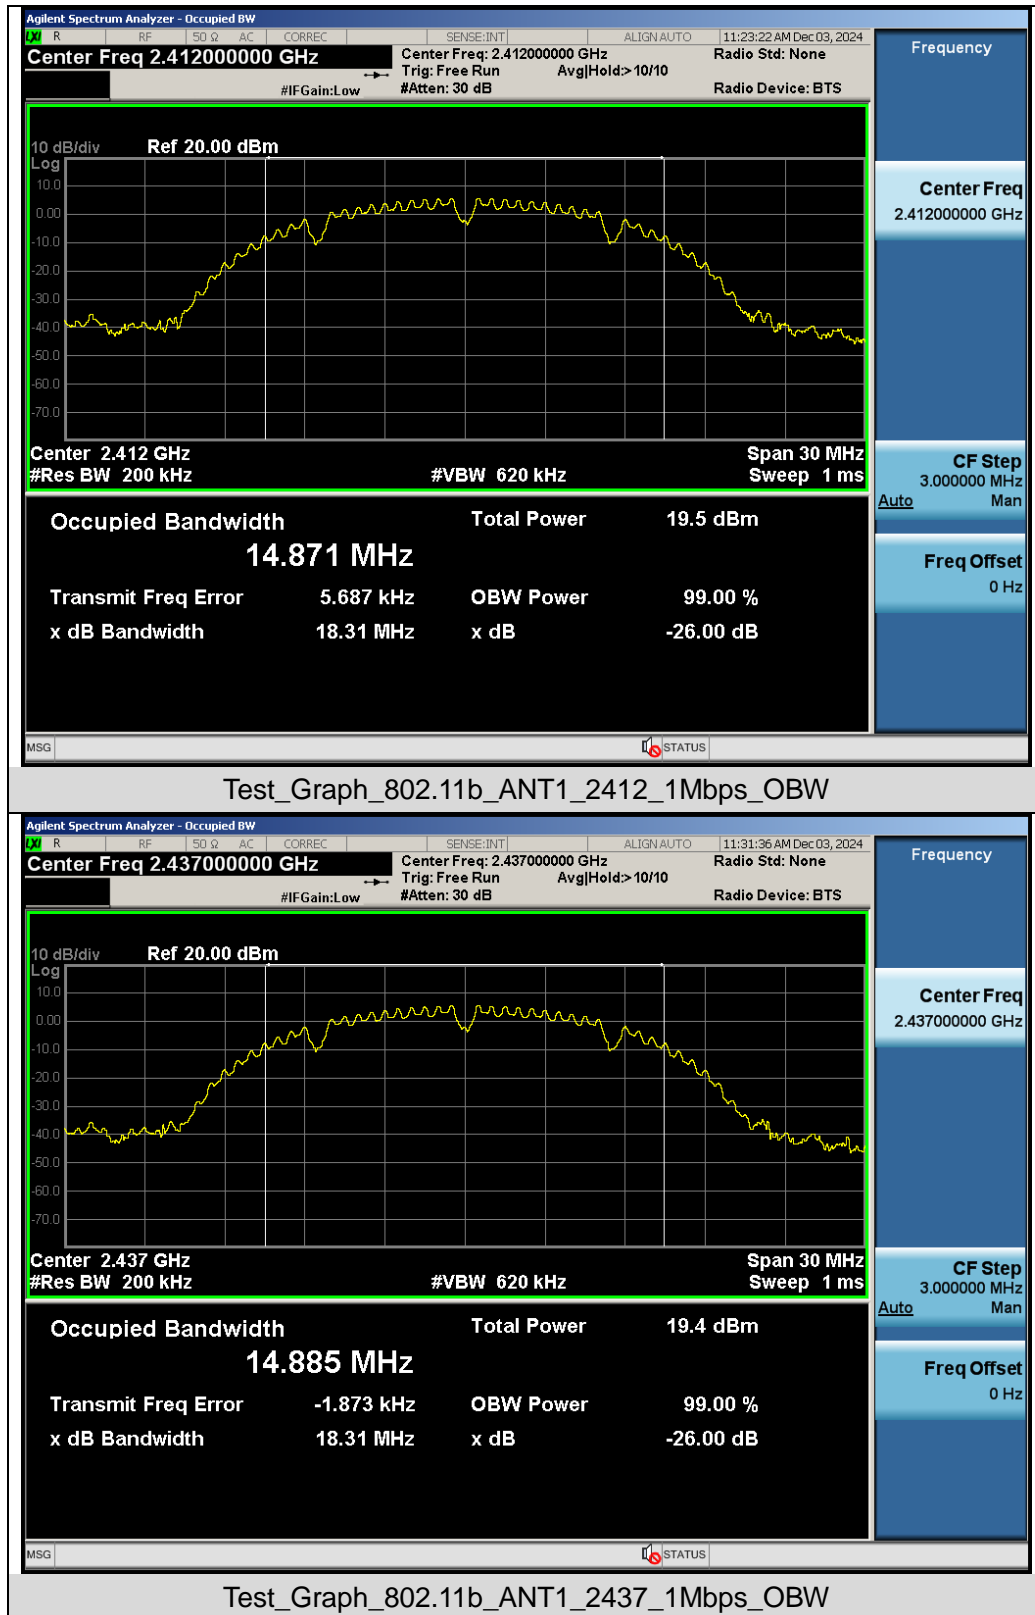 Agilent Spectrum Analyzer - Occupied BW
LXI R RF 50 Ω AC CORREC SENSE:INT ALIGN AUTO 11:23:22 AM Dec 03, 2024
Center Freq 2.412000000 GHz Center Freq: 2.412000000 GHz Radio Std: None
Trig: Free Run Avg|Hold:>10/10
#IFGain:Low #Atten: 30 dB Radio Device: BTS
Frequency
10 dB/div Ref 20.00 dBm
Log
10.0
0.00
-10.0
-20.0
-30.0
-40.0
-50.0
-60.0
-70.0
Center 2.412 GHz Span 30 MHz
#Res BW 200 kHz #VBW 620 kHz Sweep 1 ms
Center Freq
2.412000000 GHz
CF Step
3.000000 MHz
Auto Man
Freq Offset
0 Hz
Occupied Bandwidth Total Power 19.5 dBm
14.871 MHz
Transmit Freq Error 5.687 kHz OBW Power 99.00 %
x dB Bandwidth 18.31 MHz x dB -26.00 dB
MSG STATUS
Test_Graph_802.11b_ANT1_2412_1Mbps_OBW
Agilent Spectrum Analyzer - Occupied BW
LXI R RF 50 Ω AC CORREC SENSE:INT ALIGN AUTO 11:31:36 AM Dec 03, 2024
Center Freq 2.437000000 GHz Center Freq: 2.437000000 GHz Radio Std: None
Trig: Free Run Avg|Hold:>10/10
#IFGain:Low #Atten: 30 dB Radio Device: BTS
Frequency
10 dB/div Ref 20.00 dBm
Log
10.0
0.00
-10.0
-20.0
-30.0
-40.0
-50.0
-60.0
-70.0
Center 2.437 GHz Span 30 MHz
#Res BW 200 kHz #VBW 620 kHz Sweep 1 ms
Center Freq
2.437000000 GHz
CF Step
3.000000 MHz
Auto Man
Freq Offset
0 Hz
Occupied Bandwidth Total Power 19.4 dBm
14.885 MHz
Transmit Freq Error -1.873 kHz OBW Power 99.00 %
x dB Bandwidth 18.31 MHz x dB -26.00 dB
MSG STATUS
Test_Graph_802.11b_ANT1_2437_1Mbps_OBW